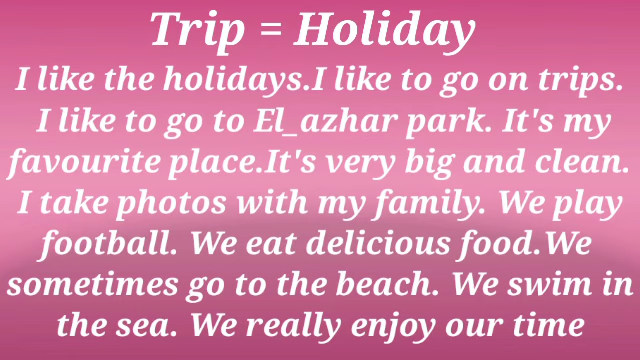 Trip = Holiday
I like the holidays.I like to go on trips.
I like to go to El_azhar park. It's my
favourite place.It's very big and clean.
I take photos with my family. We play
football. We eat delicious food.We
sometimes go to the beach. We swim in
the sea. We really enjoy our time